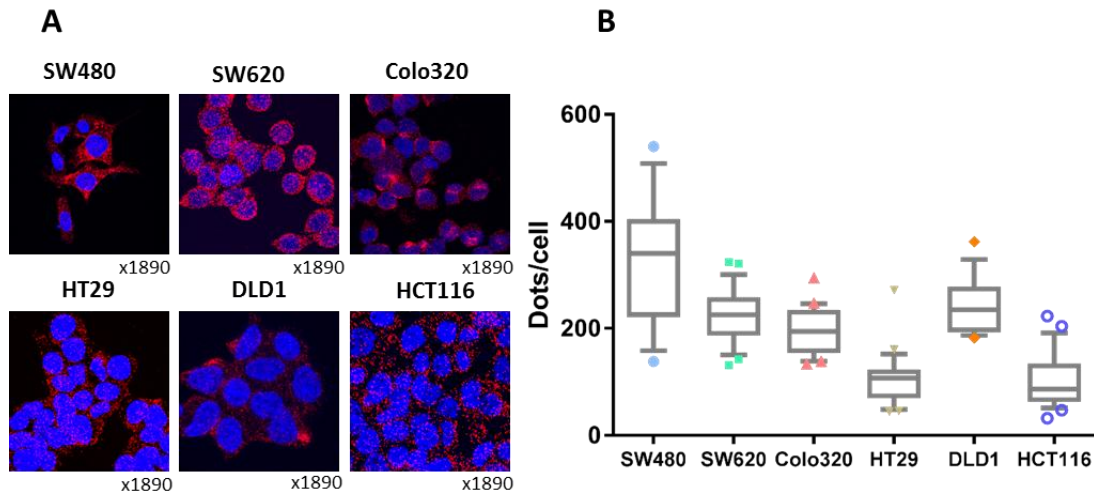 A
B
SW480
SW620
Colo320
x1890
x1890
x1890
HT29
DLD1
HCT116
x1890
x1890
x1890
Dots/cell
600
400
200
0
SW480
SW620
Colo320
HT29
DLD1
HCT116